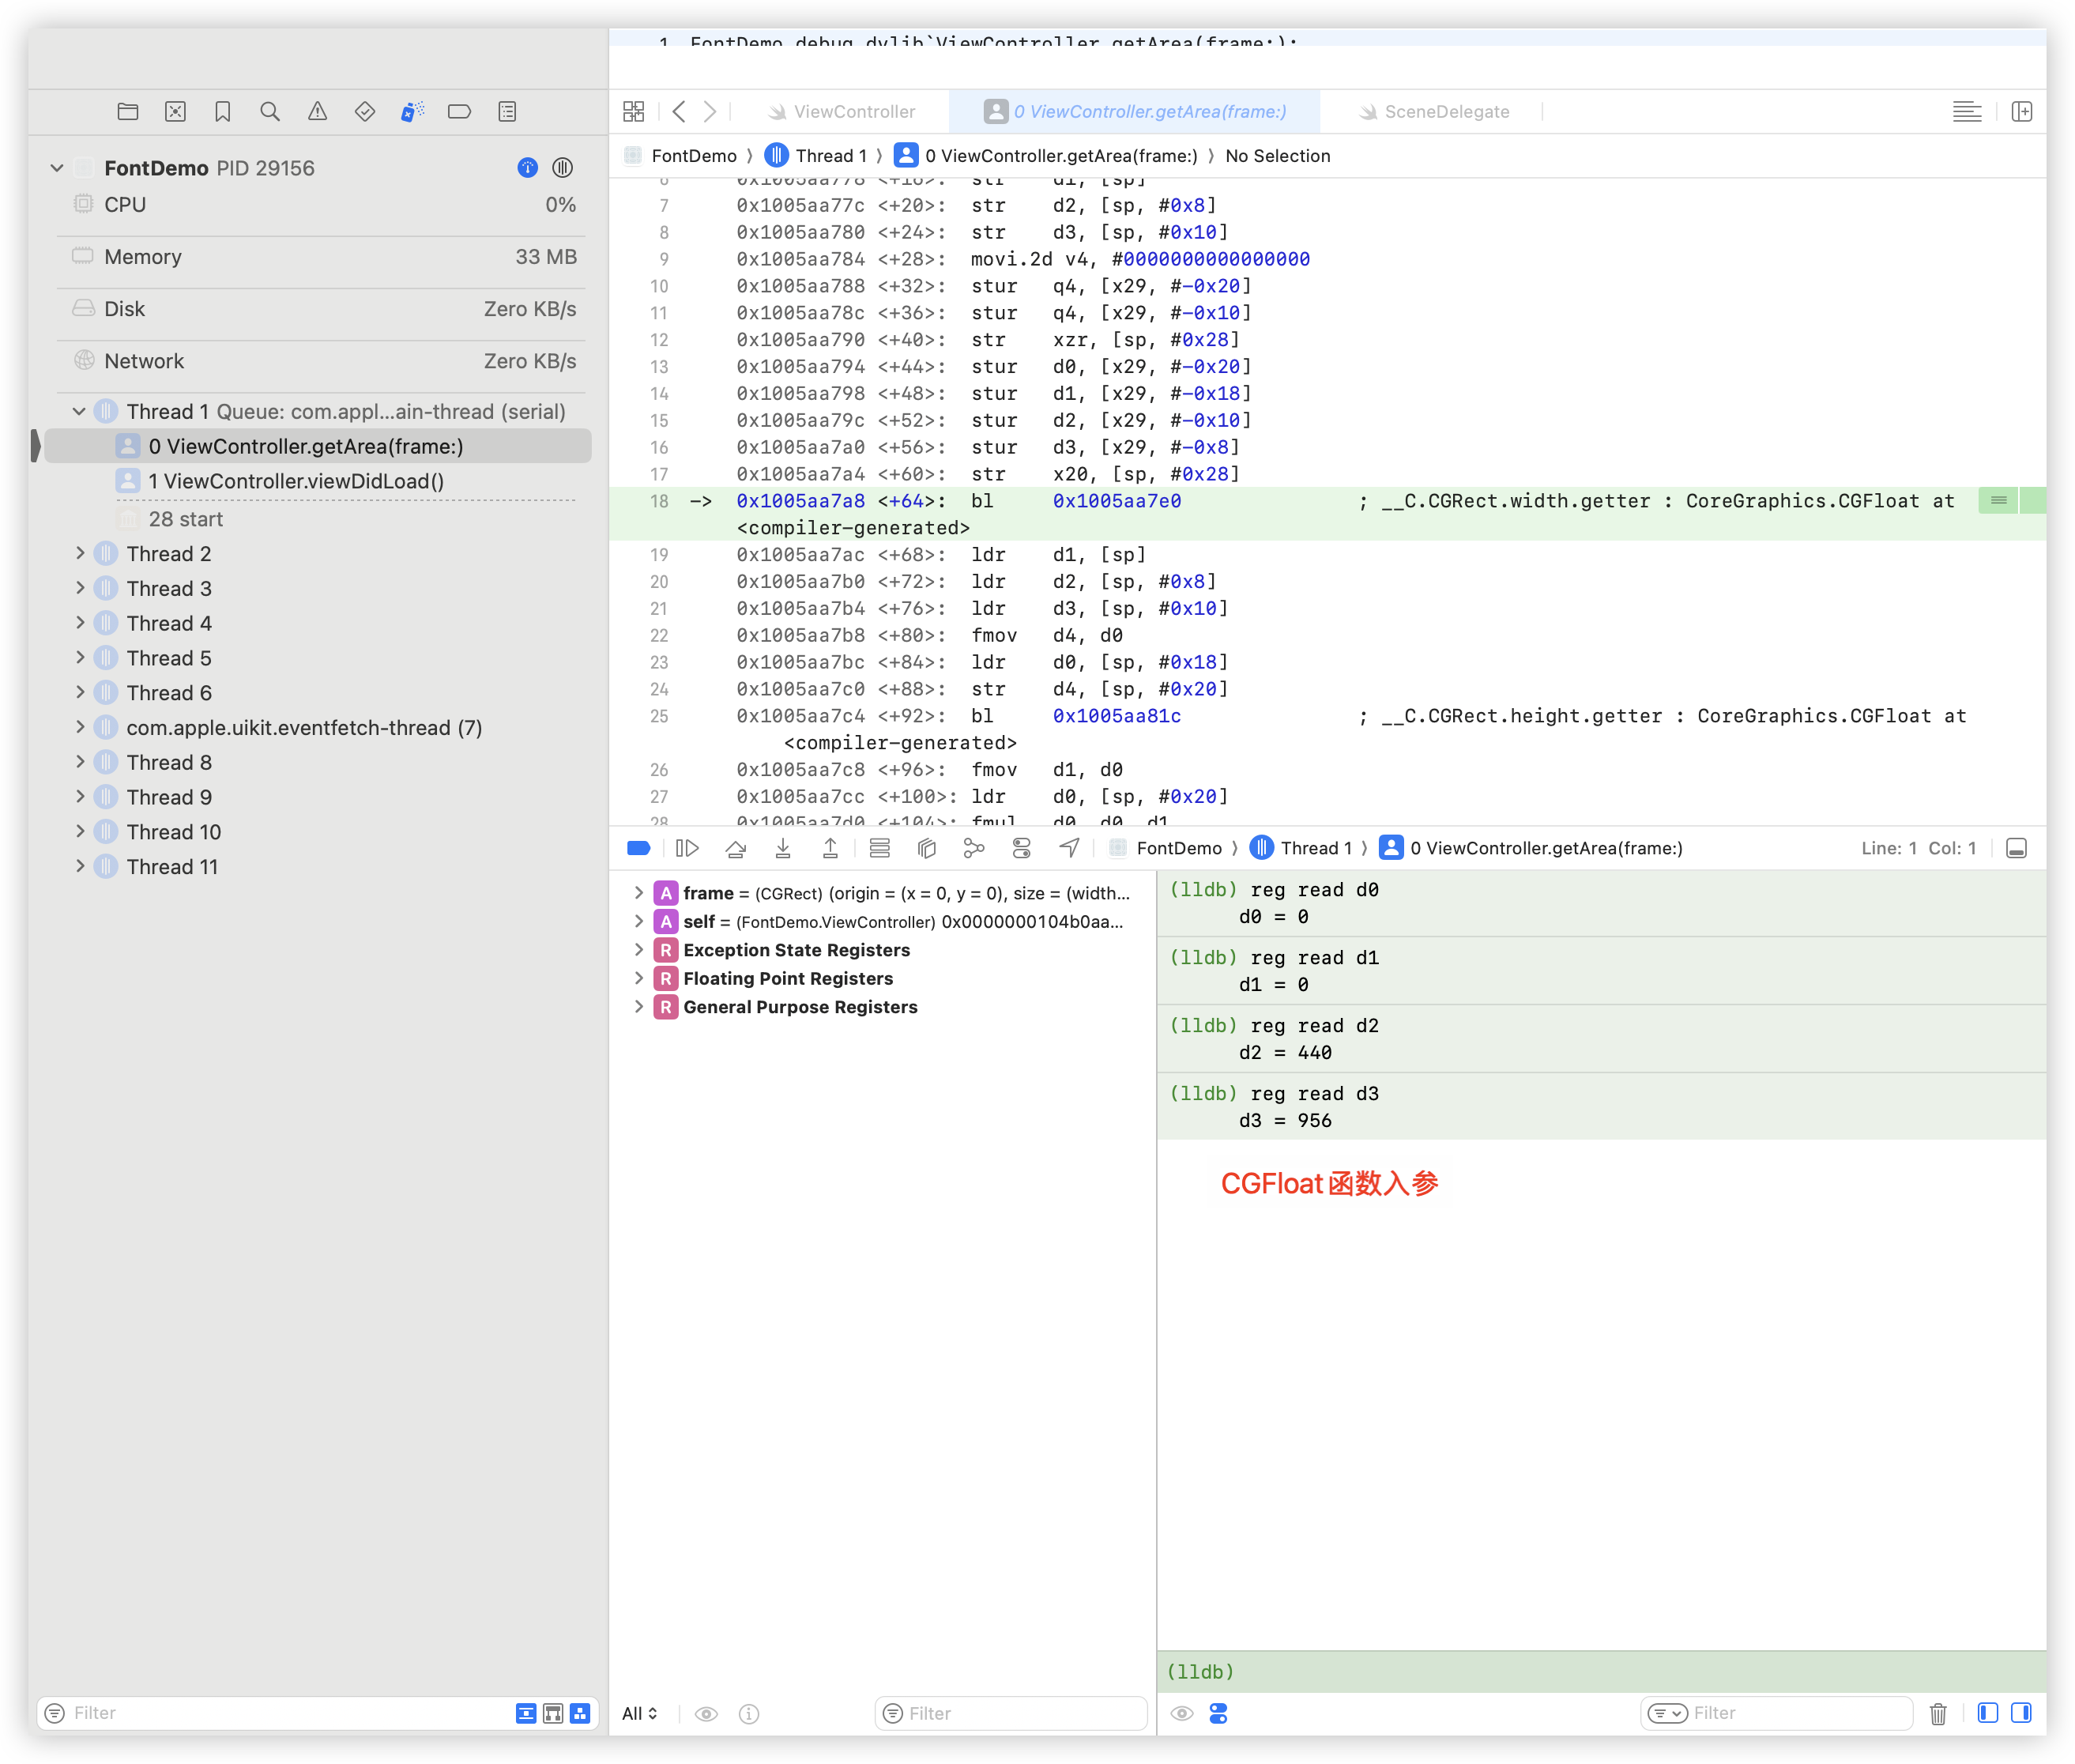 1 FontDemo.debug.dylib`ViewController.getArea(frame:):
ViewController
0 ViewController.getArea(frame:)
SceneDelegate
FontDemo PID 29156
FontDemo 〉 Thread 1 〉 0 ViewController.getArea(frame:) 〉 No Selection
CPU 0%
Memory 33 MB
Disk Zero KB/s
Network Zero KB/s
Thread 1 Queue: com.appl...ain-thread (serial)
0 ViewController.getArea(frame:)
1 ViewController.viewDidLoad()
28 start
Thread 2
Thread 3
Thread 4
Thread 5
Thread 6
com.apple.uikit.eventfetch-thread (7)
Thread 8
Thread 9
Thread 10
Thread 11
Filter
6 0x1005aa778 <+16>: str d1, [sp]
7 0x1005aa77c <+20>: str d2, [sp, #0x8]
8 0x1005aa780 <+24>: str d3, [sp, #0x10]
9 0x1005aa784 <+28>: movi.2d v4, #0000000000000000
10 0x1005aa788 <+32>: stur q4, [x29, #-0x20]
11 0x1005aa78c <+36>: stur q4, [x29, #-0x10]
12 0x1005aa790 <+40>: str xzr, [sp, #0x28]
13 0x1005aa794 <+44>: stur d0, [x29, #-0x20]
14 0x1005aa798 <+48>: stur d1, [x29, #-0x18]
15 0x1005aa79c <+52>: stur d2, [x29, #-0x10]
16 0x1005aa7a0 <+56>: stur d3, [x29, #-0x8]
17 0x1005aa7a4 <+60>: str x20, [sp, #0x28]
18 -> 0x1005aa7a8 <+64>: bl 0x1005aa7e0 ; __C.CGRect.width.getter : CoreGraphics.CGFloat at
<compiler-generated>
19 0x1005aa7ac <+68>: ldr d1, [sp]
20 0x1005aa7b0 <+72>: ldr d2, [sp, #0x8]
21 0x1005aa7b4 <+76>: ldr d3, [sp, #0x10]
22 0x1005aa7b8 <+80>: fmov d4, d0
23 0x1005aa7bc <+84>: ldr d0, [sp, #0x18]
24 0x1005aa7c0 <+88>: str d4, [sp, #0x20]
25 0x1005aa7c4 <+92>: bl 0x1005aa81c ; __C.CGRect.height.getter : CoreGraphics.CGFloat at
<compiler-generated>
26 0x1005aa7c8 <+96>: fmov d1, d0
27 0x1005aa7cc <+100>: ldr d0, [sp, #0x20]
28 0x1005aa7d0 <+104>: fmul d0, d0, d1
FontDemo 〉 Thread 1 〉 0 ViewController.getArea(frame:)
Line: 1 Col: 1
A frame = (CGRect) (origin = (x = 0, y = 0), size = (width...
A self = (FontDemo.ViewController) 0x0000000104b0aa...
R Exception State Registers
R Floating Point Registers
R General Purpose Registers
All
Filter
(lldb) reg read d0
d0 = 0
(lldb) reg read d1
d1 = 0
(lldb) reg read d2
d2 = 440
(lldb) reg read d3
d3 = 956
CGFloat函数入参
(lldb)
Filter